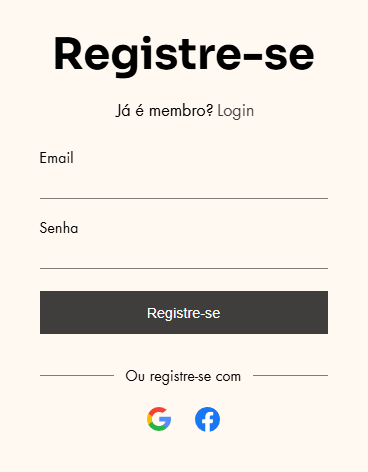 Registre-se
Já é membro? Login
Email
Senha
Registre-se
Ou registre-se com